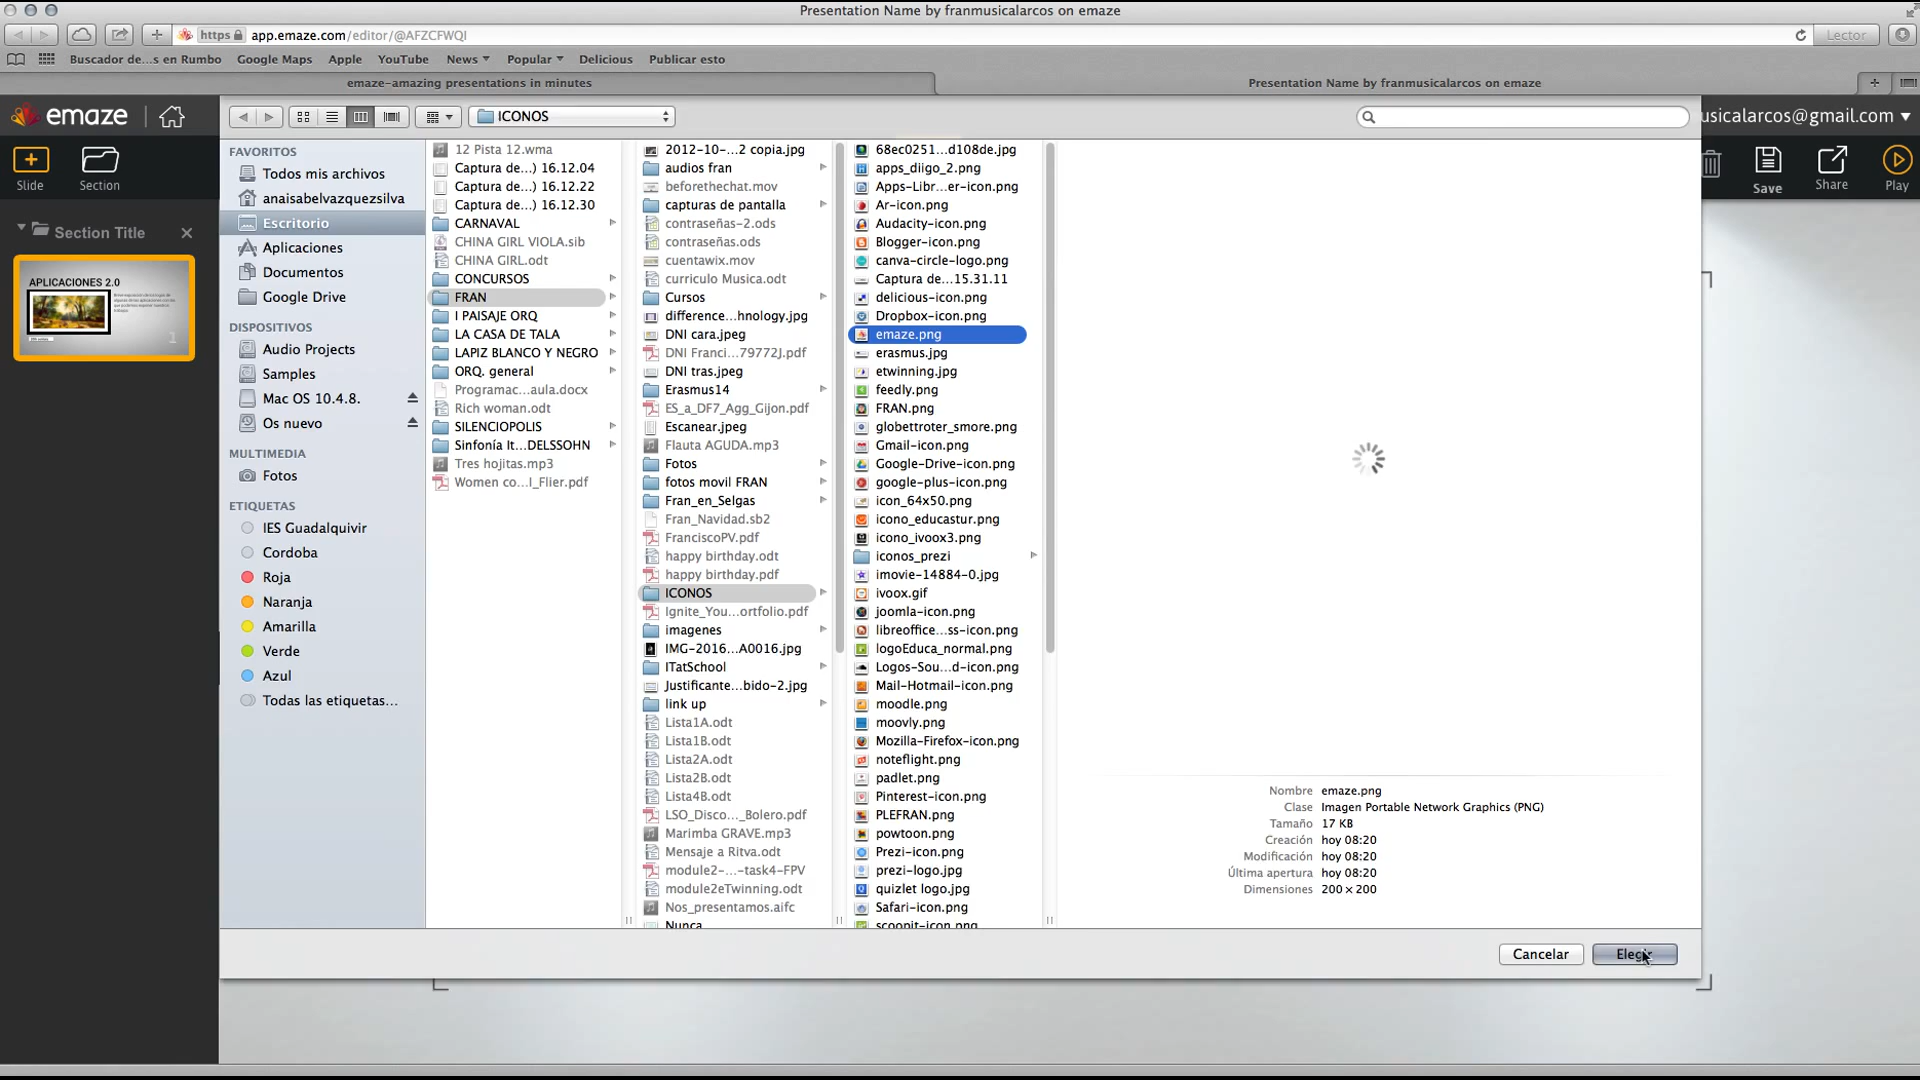 Presentation Name by franmusicalarcos on emaze
https app.emaze.com/editor/@AFZCFWQI
Lector
Buscador de...s en Rumbo Google Maps Apple YouTube News Popular Delicious Publicar esto
emaze-amazing presentations in minutes
Presentation Name by franmusicalarcos on emaze
emaze
ICONOS
usicalarcos@gmail.com
Slide
Section
Save
Share
Play
Section Title
APLICACIONES 2.0
1
FAVORITOS
Todos mis archivos
anaisabelvazquezsilva
Escritorio
Aplicaciones
Documentos
Google Drive
DISPOSITIVOS
Audio Projects
Samples
Mac OS 10.4.8.
Os nuevo
MULTIMEDIA
Fotos
ETIQUETAS
IES Guadalquivir
Cordoba
Roja
Naranja
Amarilla
Verde
Azul
Todas las etiquetas...
12 Pista 12.wma
Captura de...) 16.12.04
Captura de...) 16.12.22
Captura de...) 16.12.30
CARNAVAL
CHINA GIRL VIOLA.sib
CHINA GIRL.odt
CONCURSOS
FRAN
I PAISAJE ORQ
LA CASA DE TALA
LAPIZ BLANCO Y NEGRO
ORQ. general
Programac...aula.docx
Rich woman.odt
SILENCIOPOLIS
Sinfonía It...DELSSOHN
Tres hojitas.mp3
Women co...l_Flier.pdf
2012-10-...2 copia.jpg
audios fran
beforethechat.mov
capturas de pantalla
contraseñas-2.ods
contraseñas.ods
cuentawix.mov
curriculo Musica.odt
Cursos
difference...hnology.jpg
DNI cara.jpeg
DNI Franci...79772J.pdf
DNI tras.jpeg
Erasmus14
ES_a_DF7_Agg_Gijon.pdf
Escanear.jpeg
Flauta AGUDA.mp3
Fotos
fotos movil FRAN
Fran_en_Selgas
Fran_Navidad.sb2
FranciscoPV.pdf
happy birthday.odt
happy birthday.pdf
ICONOS
Ignite_You...ortfolio.pdf
imagenes
IMG-2016...A0016.jpg
ITatSchool
Justificante...bido-2.jpg
link up
Lista1A.odt
Lista1B.odt
Lista2A.odt
Lista2B.odt
Lista4B.odt
LSO_Disco..._Bolero.pdf
Marimba GRAVE.mp3
Mensaje a Ritva.odt
module2-...-task4-FPV
module2eTwinning.odt
Nos_presentamos.aifc
Nunca
68ec0251...d108de.jpg
apps_diigo_2.png
Apps-Libr...er-icon.png
Ar-icon.png
Audacity-icon.png
Blogger-icon.png
canva-circle-logo.png
Captura de...15.31.11
delicious-icon.png
Dropbox-icon.png
emaze.png
erasmus.jpg
etwinning.jpg
feedly.png
FRAN.png
globettroter_smore.png
Gmail-icon.png
Google-Drive-icon.png
google-plus-icon.png
icon_64x50.png
icono_educastur.png
icono_ivoox3.png
iconos_prezi
imovie-14884-0.jpg
ivoox.gif
joomla-icon.png
libreoffice...ss-icon.png
logoEduca_normal.png
Logos-Sou...d-icon.png
Mail-Hotmail-icon.png
moodle.png
moovly.png
Mozilla-Firefox-icon.png
noteflight.png
padlet.png
Pinterest-icon.png
PLEFRAN.png
powtoon.png
Prezi-icon.png
prezi-logo.jpg
quizlet logo.jpg
Safari-icon.png
scoopit-icon.png
Nombre emaze.png
Clase Imagen Portable Network Graphics (PNG)
Tamaño 17 KB
Creación hoy 08:20
Modificación hoy 08:20
Última apertura hoy 08:20
Dimensiones 200 × 200
Cancelar
Elegir